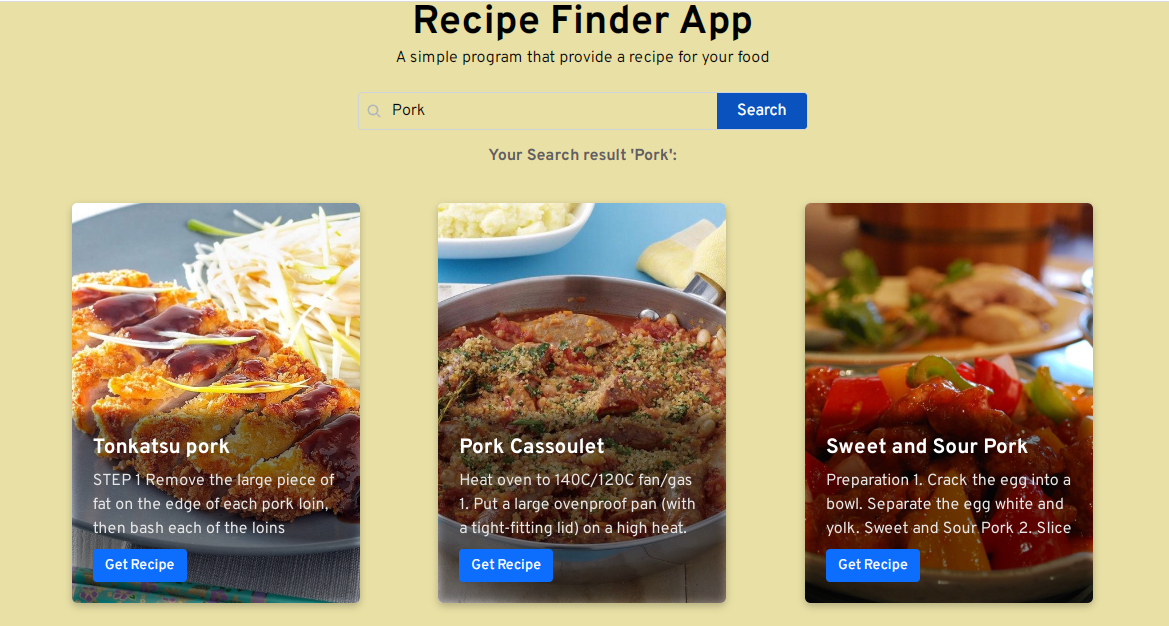 Recipe Finder App
A simple program that provide a recipe for your food
Pork
Search
Your Search result 'Pork':
Tonkatsu pork
STEP 1 Remove the large piece of
fat on the edge of each pork loin,
then bash each of the loins
Get Recipe
Pork Cassoulet
Heat oven to 140C/120C fan/gas
1. Put a large ovenproof pan (with
a tight-fitting lid) on a high heat.
Get Recipe
Sweet and Sour Pork
Preparation 1. Crack the egg into a
bowl. Separate the egg white and
yolk. Sweet and Sour Pork 2. Slice
Get Recipe